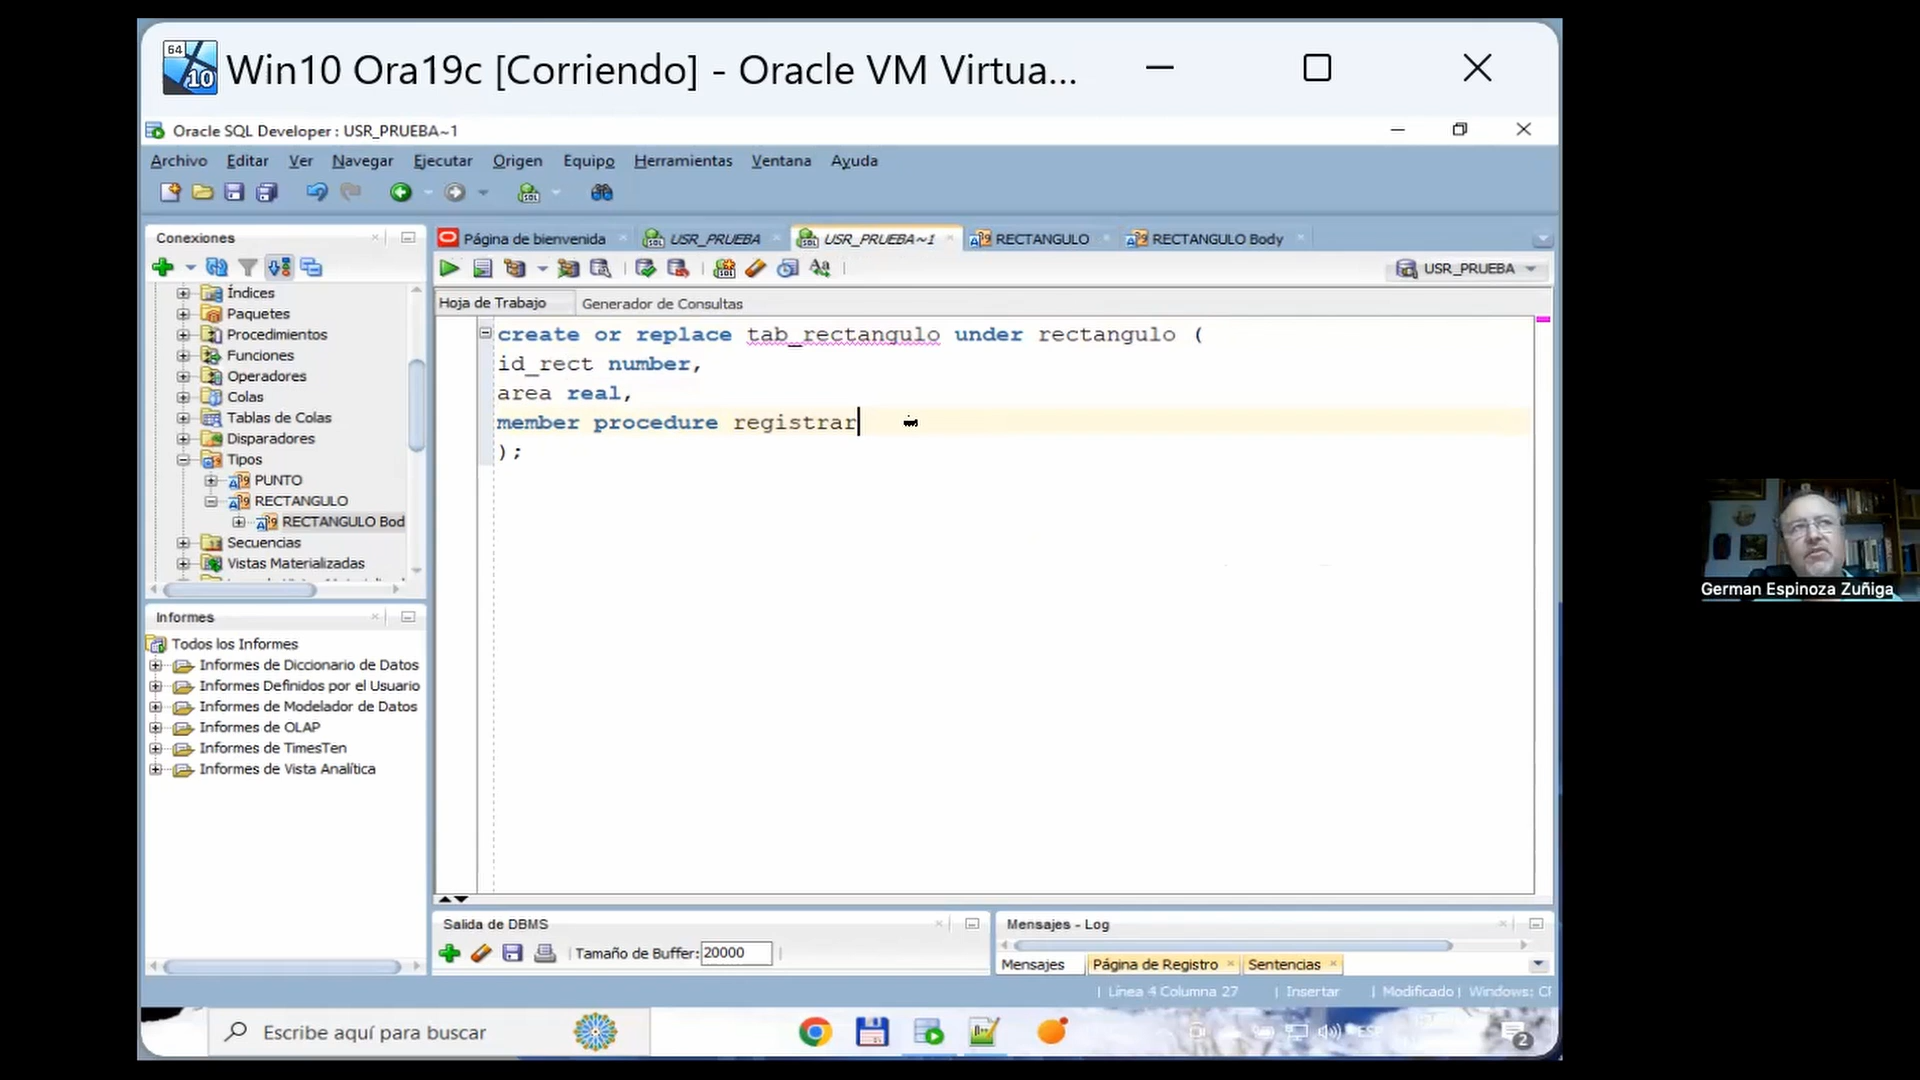 64
10
Win10 Ora19c [Corriendo] - Oracle VM Virtua...
Oracle SQL Developer : USR_PRUEBA~1
Archivo Editar Ver Navegar Ejecutar Origen Equipo Herramientas Ventana Ayuda
Conexiones
Página de bienvenida
USR_PRUEBA
USR_PRUEBA~1
RECTANGULO
RECTANGULO Body
USR_PRUEBA
Hoja de Trabajo
Generador de Consultas
Índices
Paquetes
Procedimientos
Funciones
Operadores
Colas
Tablas de Colas
Disparadores
Tipos
PUNTO
RECTANGULO
RECTANGULO Bod
Secuencias
Vistas Materializadas
create or replace tab_rectangulo under rectangulo (
id_rect number,
area real,
member procedure registrar
);
Informes
Todos los Informes
Informes de Diccionario de Datos
Informes Definidos por el Usuario
Informes de Modelador de Datos
Informes de OLAP
Informes de TimesTen
Informes de Vista Analítica
Salida de DBMS
Tamaño de Buffer: 20000
Mensajes - Log
Mensajes
Página de Registro
Sentencias
Línea 4 Columna 27
Insertar
Modificado
Windows: CR
Escribe aquí para buscar
ESP
2
German Espinoza Zuñiga